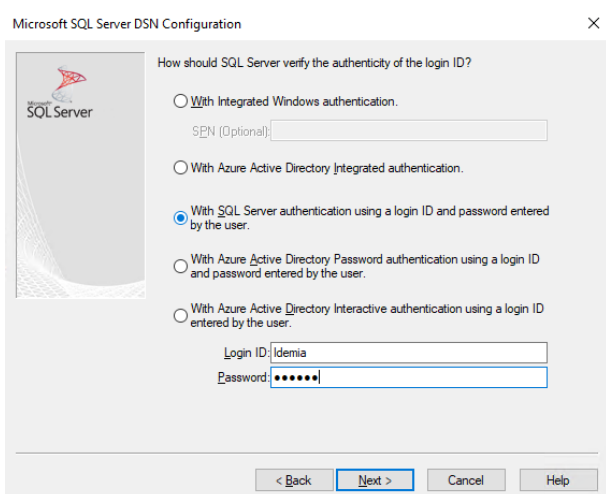 Microsoft SQL Server DSN Configuration
How should SQL Server verify the authenticity of the login ID?
Microsoft
SQL Server
With Integrated Windows authentication.
SPN (Optional):
With Azure Active Directory Integrated authentication.
With SQL Server authentication using a login ID and password entered
by the user.
With Azure Active Directory Password authentication using a login ID
and password entered by the user.
With Azure Active Directory Interactive authentication using a login ID
entered by the user.
Login ID: Idemia
Password: ●●●●●●
< Back Next > Cancel Help